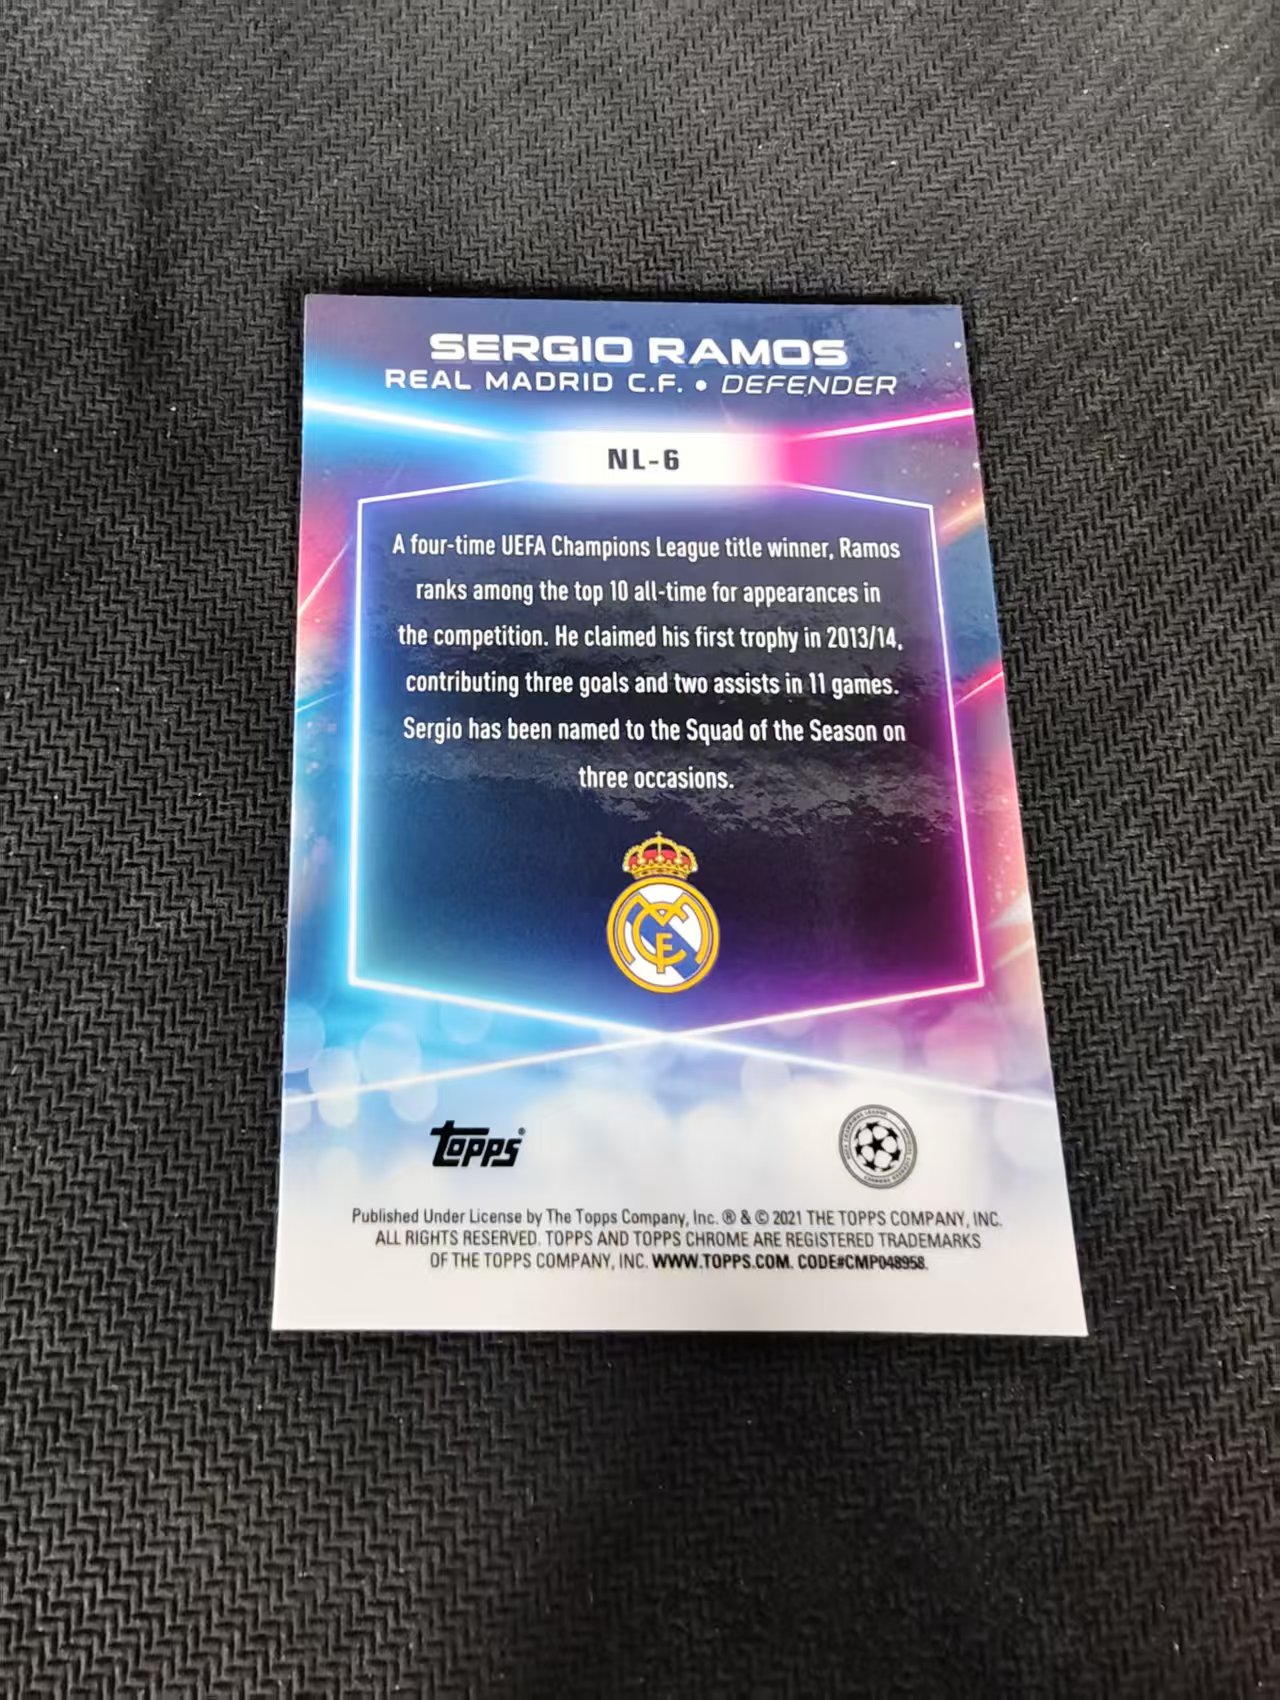 SERGIO RAMOS
REAL MADRID C.F. • DEFENDER
NL-6
A four-time UEFA Champions League title winner, Ramos
ranks among the top 10 all-time for appearances in
the competition. He claimed his first trophy in 2013/14,
contributing three goals and two assists in 11 games.
Sergio has been named to the Squad of the Season on
three occasions.
TOPPS®
Published Under License by The Topps Company, Inc. ® & © 2021 THE TOPPS COMPANY, INC.
ALL RIGHTS RESERVED. TOPPS AND TOPPS CHROME ARE REGISTERED TRADEMARKS
OF THE TOPPS COMPANY, INC. WWW.TOPPS.COM. CODE#CMP048958.